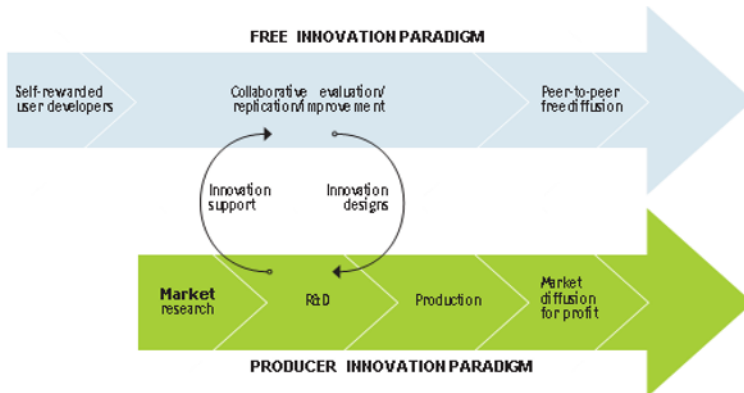 FREE INNOVATION PARADIGM
Self-rewarded
user developers
Collaborative evaluation/
replication/improvement
Peer-to-peer
free diffusion
Innovation
support
Innovation
designs
Market
research
R&D
Production
Market
diffusion
for profit
PRODUCER INNOVATION PARADIGM